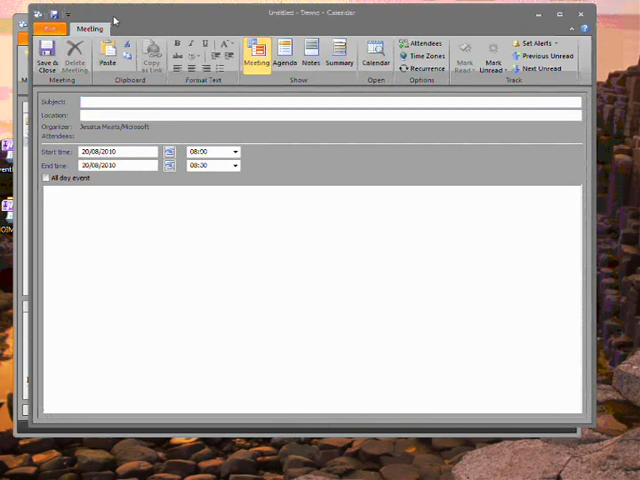 Untitled - Demo - Calendar
Meeting
Save & Close
Delete Meeting
Paste
Copy as Link
B I U
abc
Meeting
Agenda
Notes
Summary
Calendar
Attendees
Time Zones
Recurrence
Mark Read
Mark Unread
Set Alerts
Previous Unread
Next Unread
Meeting
Clipboard
Format Text
Show
Open
Options
Track
Subject:
Location:
Organizer: Jessica Meats/Microsoft
Attendees:
Start time: 20/08/2010 08:00
End time: 20/08/2010 08:30
All day event